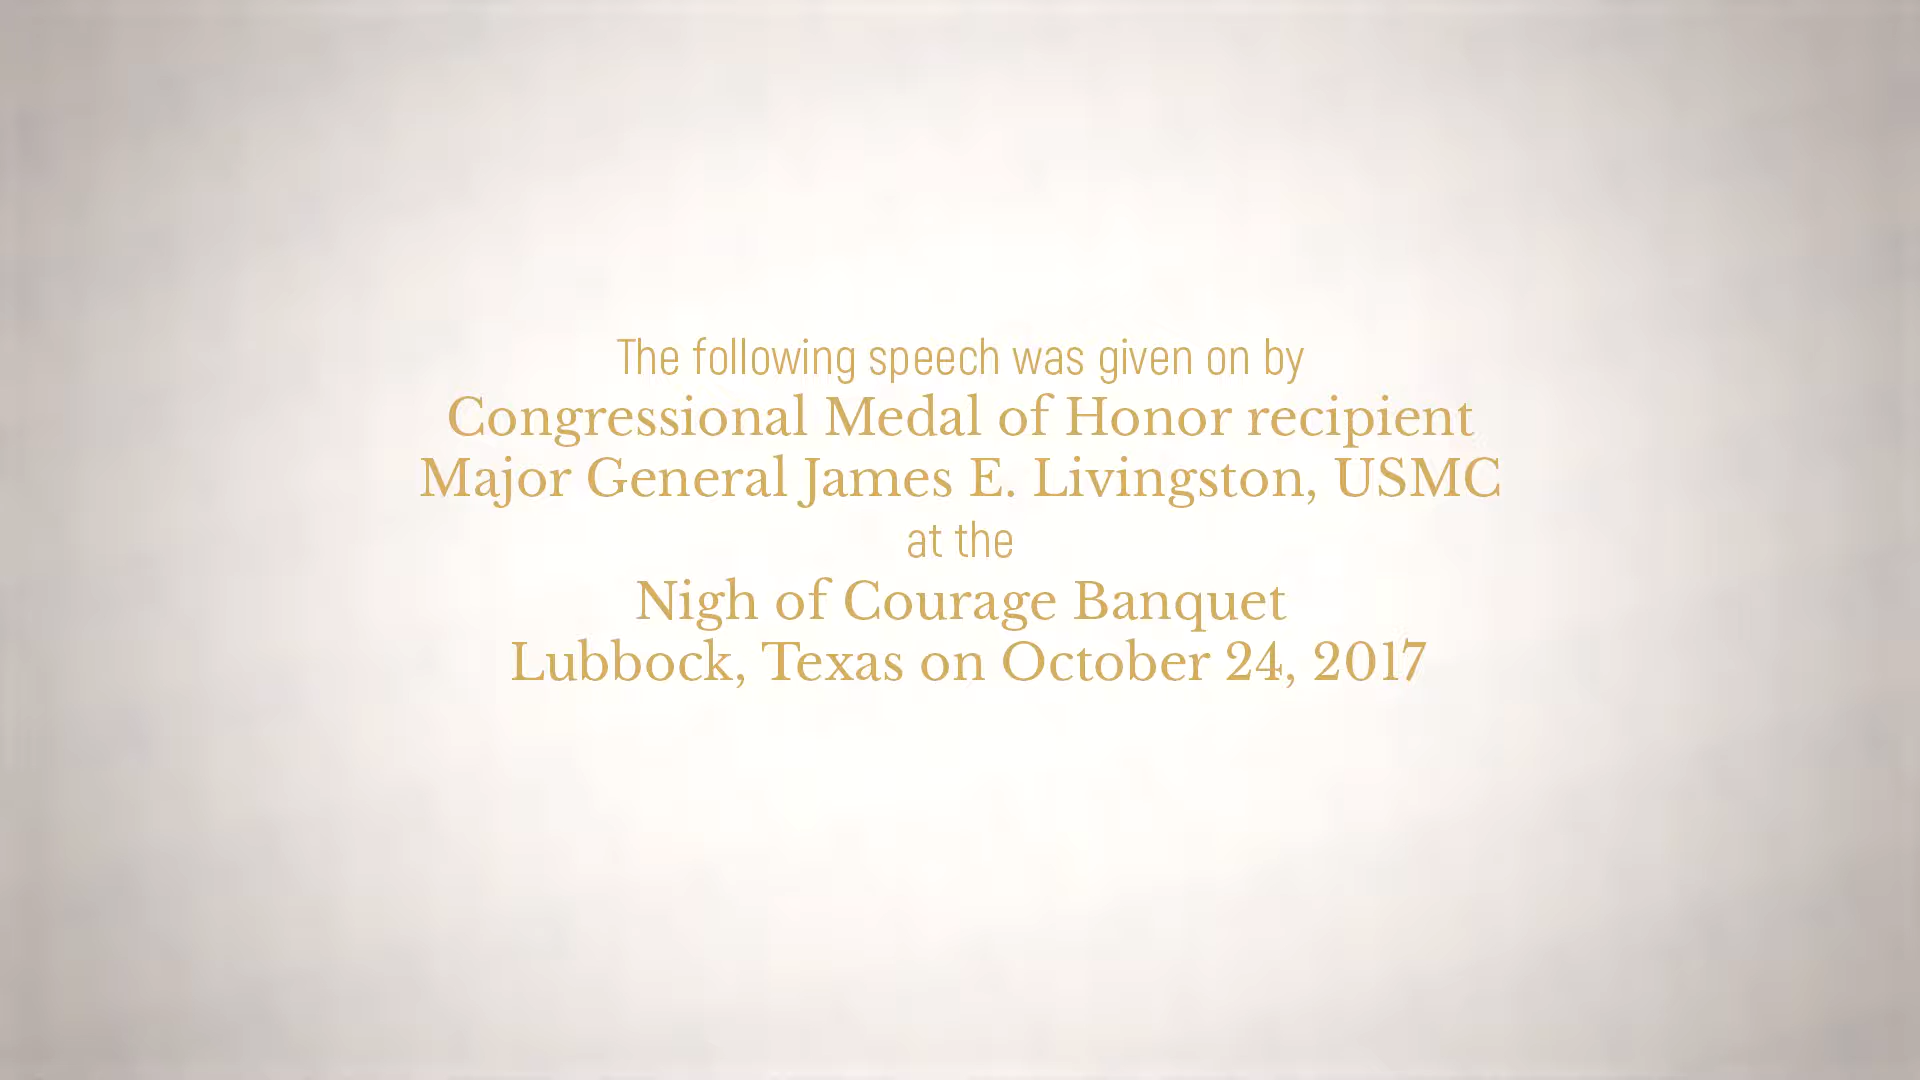 The following speech was given on by
Congressional Medal of Honor recipient
Major General James E. Livingston, USMC
at the
Nigh of Courage Banquet
Lubbock, Texas on October 24, 2017